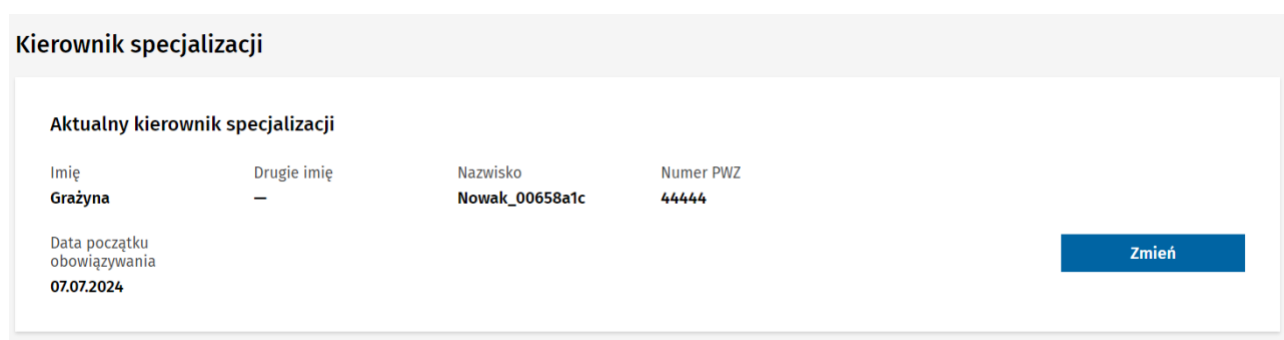 Kierownik specjalizacji
Aktualny kierownik specjalizacji
Imię Drugie imię Nazwisko Numer PWZ
Grażyna — Nowak_00658a1c 44444
Data początku
obowiązywania
07.07.2024
Zmień